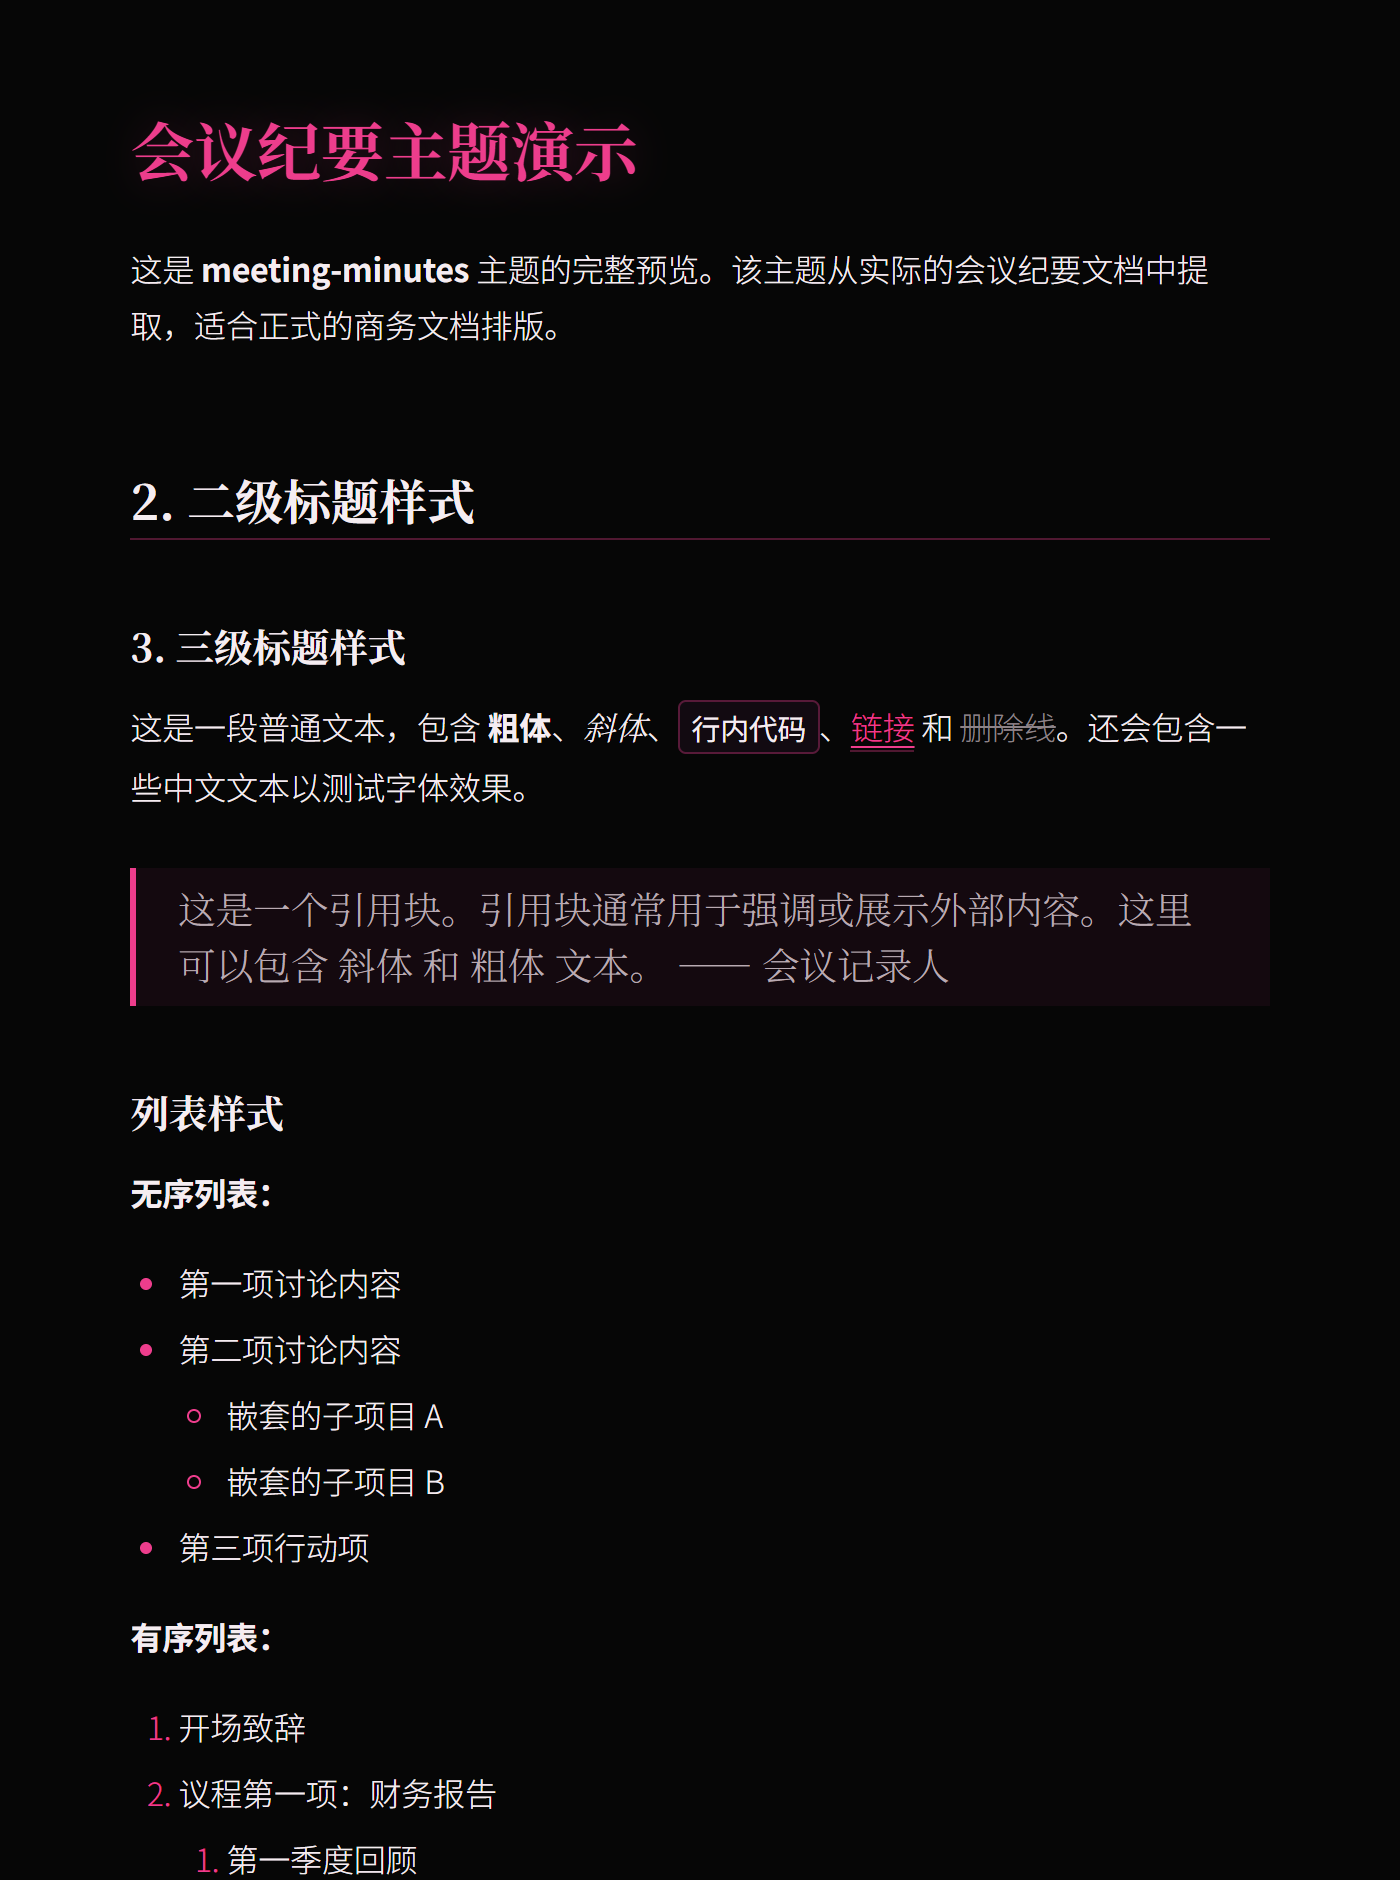 会议纪要主题演示
这是 meeting-minutes 主题的完整预览。该主题从实际的会议纪要文档中提
取，适合正式的商务文档排版。
2. 二级标题样式
3. 三级标题样式
这是一段普通文本，包含 粗体、斜体、行内代码、链接 和 删除线。还会包含一
些中文文本以测试字体效果。
这是一个引用块。引用块通常用于强调或展示外部内容。这里
可以包含 斜体 和 粗体 文本。 —— 会议记录人
列表样式
无序列表：
• 第一项讨论内容
• 第二项讨论内容
◦ 嵌套的子项目 A
◦ 嵌套的子项目 B
• 第三项行动项
有序列表：
1. 开场致辞
2. 议程第一项：财务报告
1. 第一季度回顾